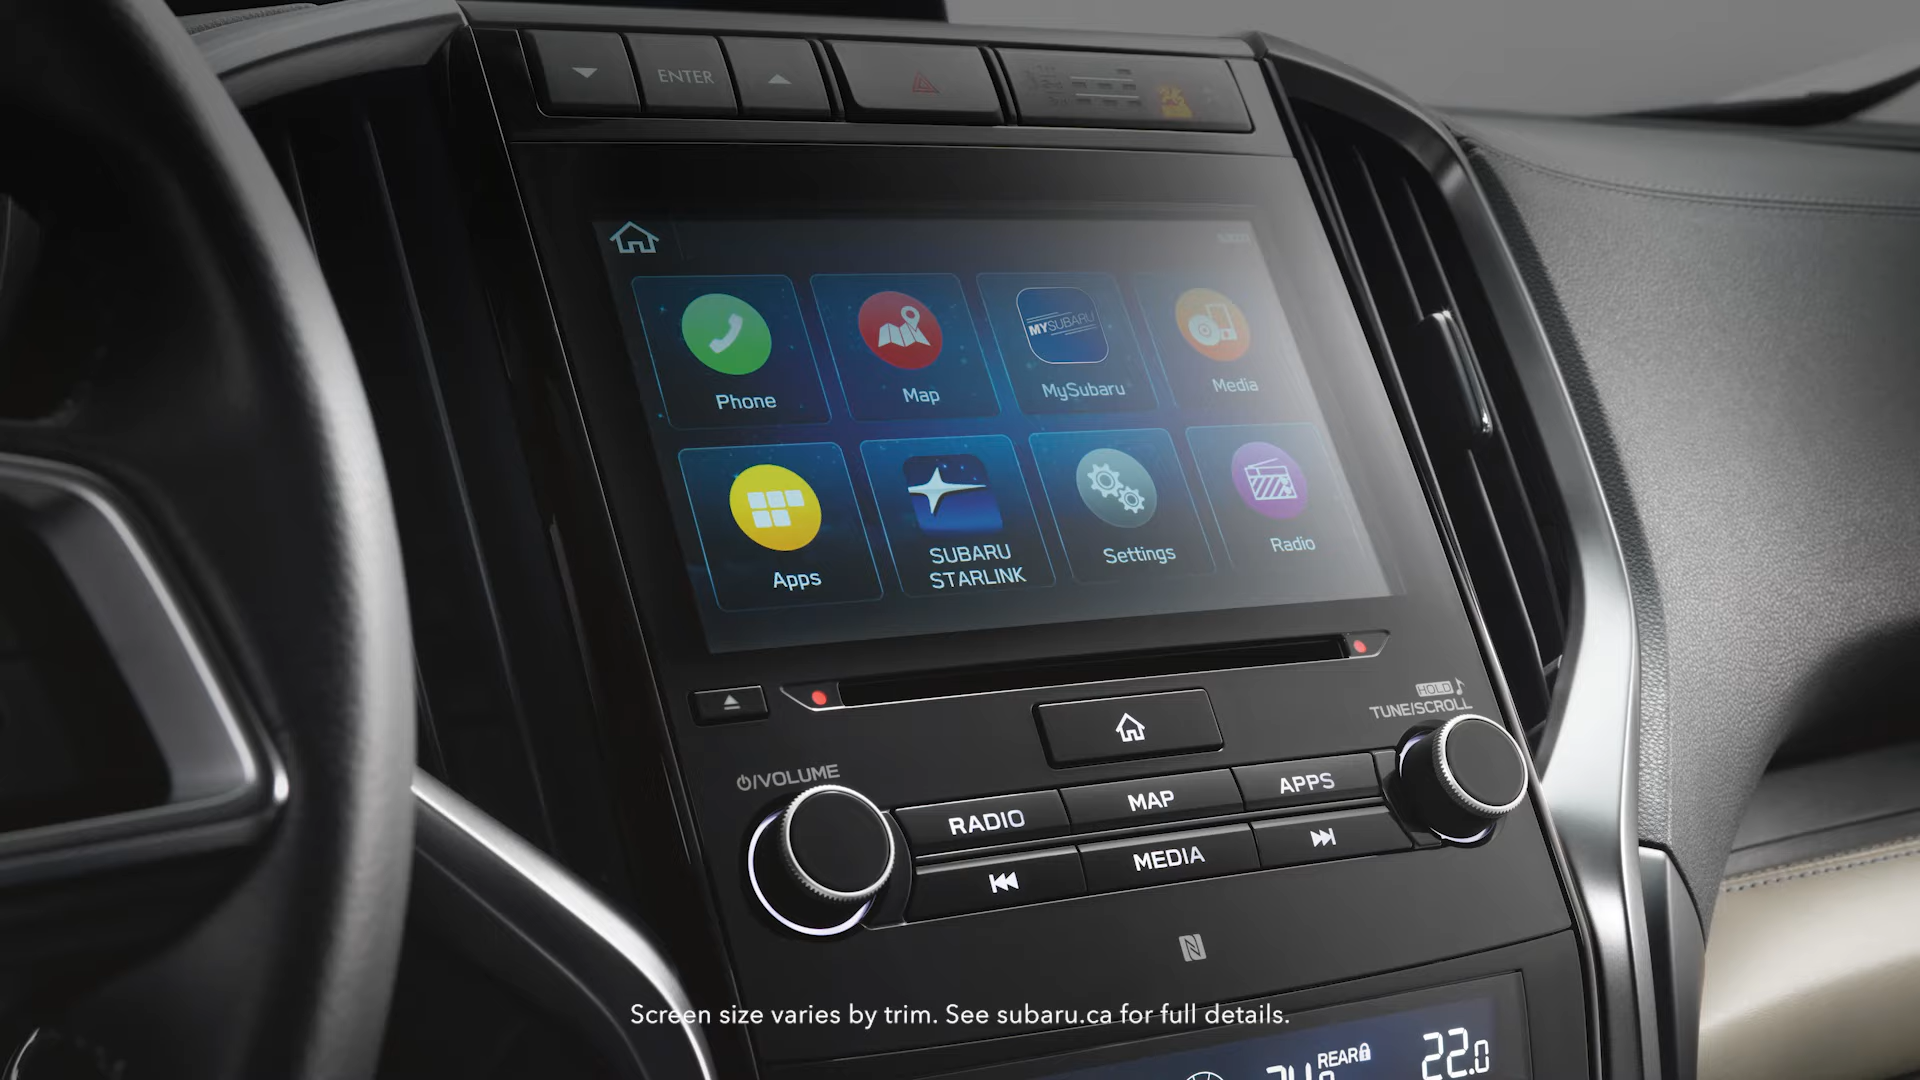 ENTER
MYSUBARU
Phone
Map
MySubaru
Media
Apps
SUBARU
STARLINK
Settings
Radio
HOLD
TUNE/SCROLL
/VOLUME
RADIO
MAP
APPS
MEDIA
N
Screen size varies by trim. See subaru.ca for full details.
REAR
22.0